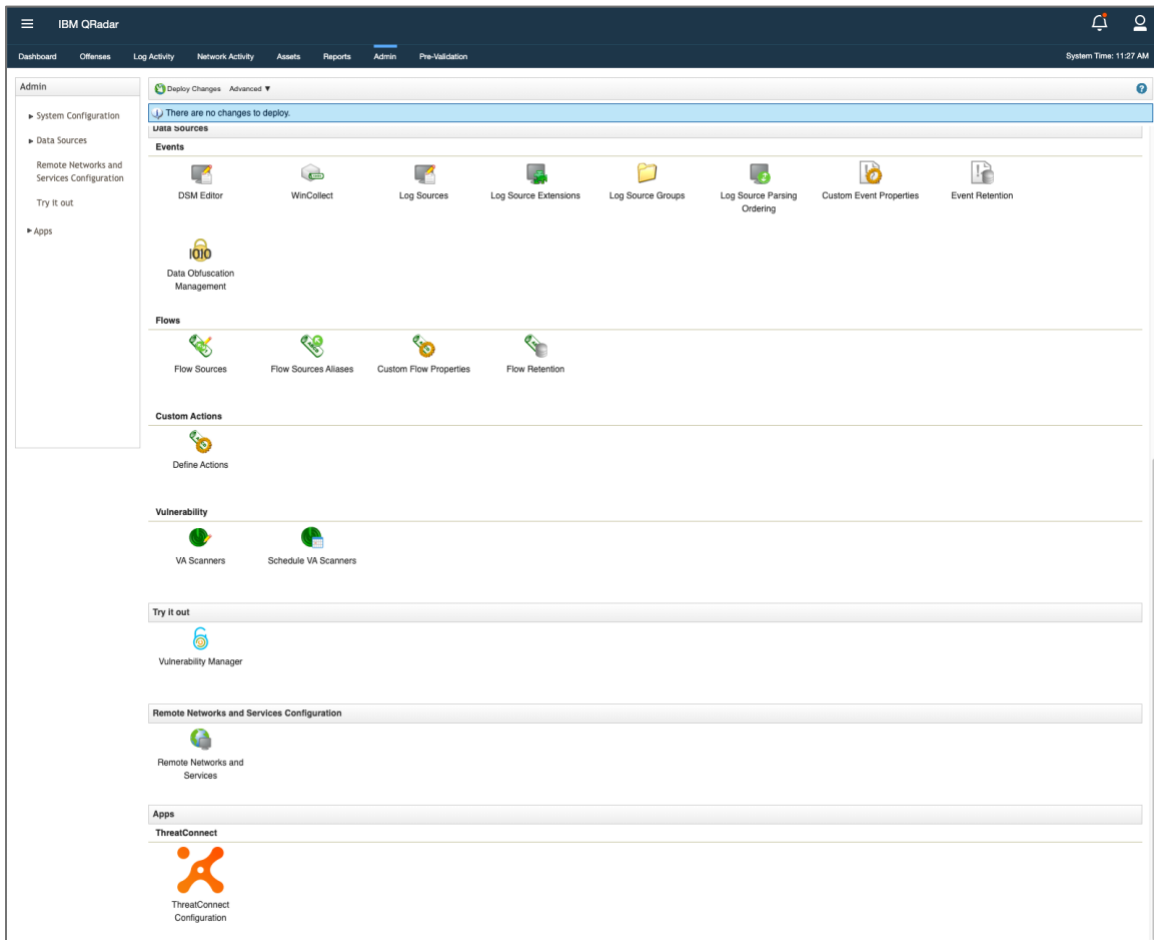 IBM QRadar
Dashboard Offenses Log Activity Network Activity Assets Reports Admin Pre-Validation System Time: 11:27 AM
Admin
System Configuration
Data Sources
Remote Networks and
Services Configuration
Try it out
Apps
Deploy Changes Advanced
There are no changes to deploy.
Data Sources
Events
DSM Editor
WinCollect
Log Sources
Log Source Extensions
Log Source Groups
Log Source Parsing
Ordering
Custom Event Properties
Event Retention
1010
Data Obfuscation
Management
Flows
Flow Sources
Flow Sources Aliases
Custom Flow Properties
Flow Retention
Custom Actions
Define Actions
Vulnerability
VA Scanners
Schedule VA Scanners
Try it out
Vulnerability Manager
Remote Networks and Services Configuration
Remote Networks and
Services
Apps
ThreatConnect
ThreatConnect
Configuration